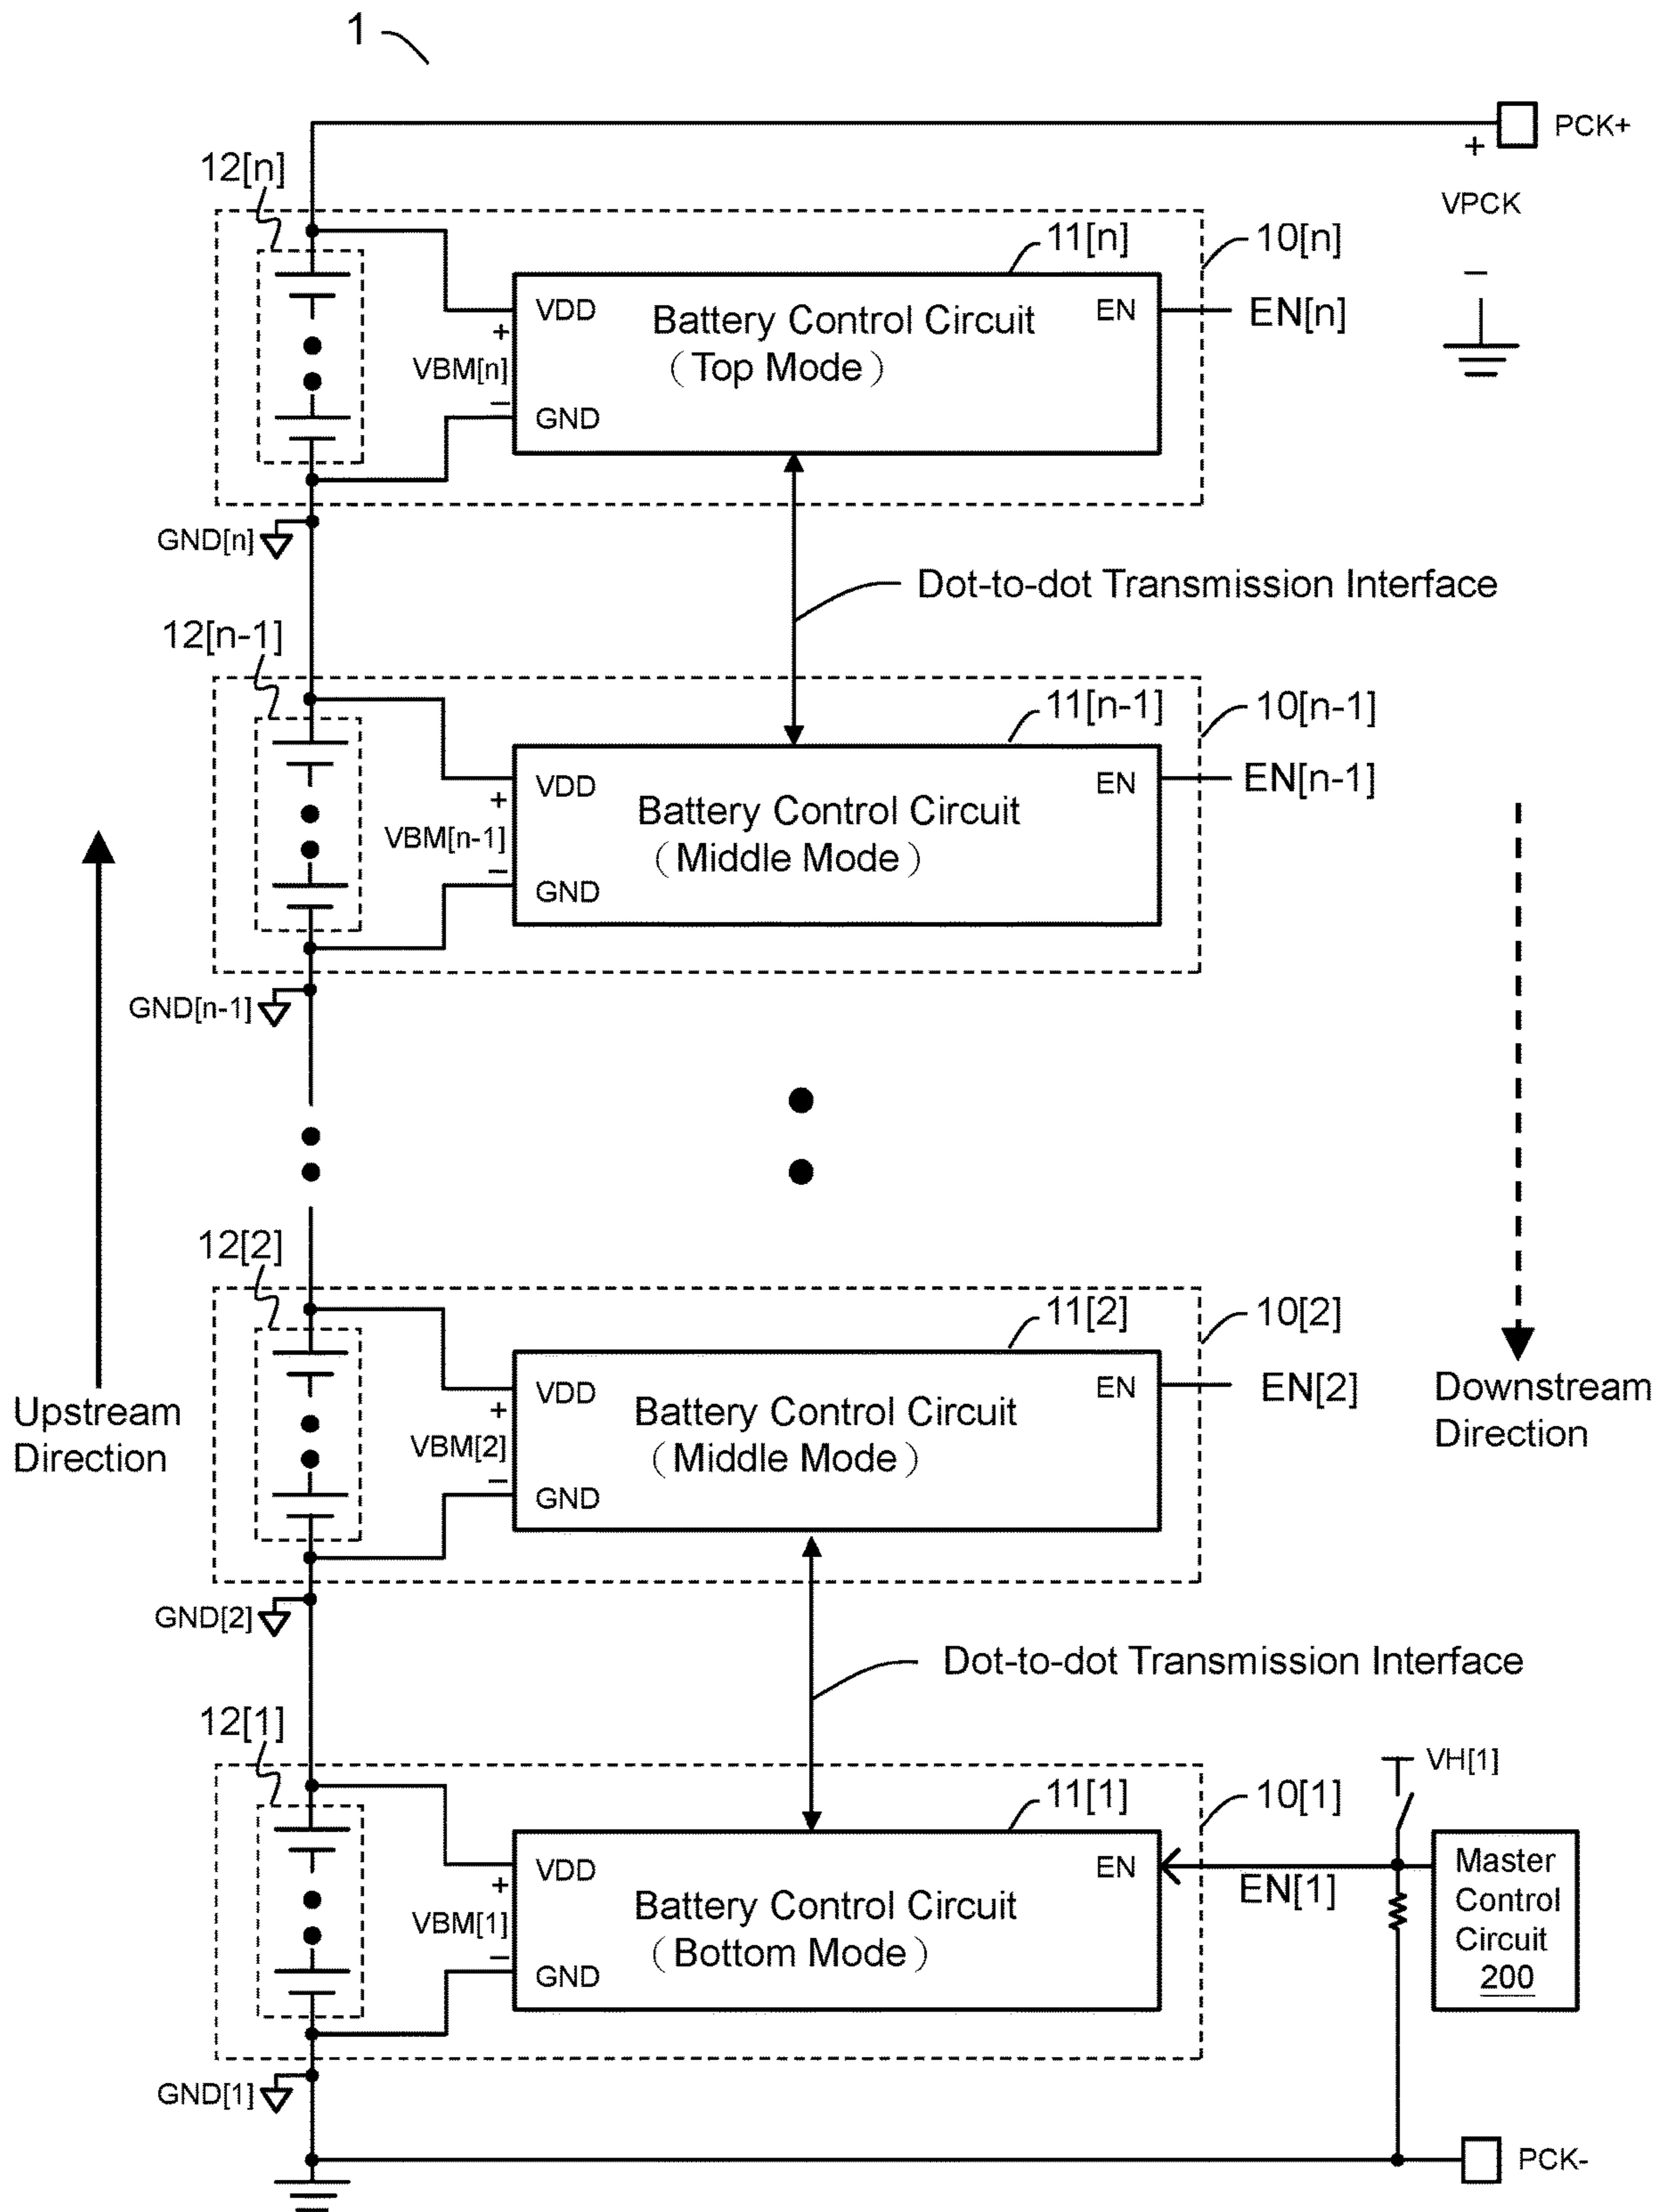 1
PCK+
+
VPCK
−
12[n]
11[n]
10[n]
VDD
Battery Control Circuit
(Top Mode)
EN
EN[n]
+
VBM[n]
−
GND
GND[n]
Dot-to-dot Transmission Interface
12[n-1]
11[n-1]
10[n-1]
VDD
Battery Control Circuit
(Middle Mode)
EN
EN[n-1]
+
VBM[n-1]
−
GND
GND[n-1]
12[2]
11[2]
10[2]
VDD
Battery Control Circuit
(Middle Mode)
EN
EN[2]
+
VBM[2]
−
GND
Upstream
Direction
Downstream
Direction
GND[2]
Dot-to-dot Transmission Interface
12[1]
11[1]
10[1]
VH[1]
VDD
Battery Control Circuit
(Bottom Mode)
EN
EN[1]
+
VBM[1]
−
GND
Master
Control
Circuit
200
GND[1]
PCK-